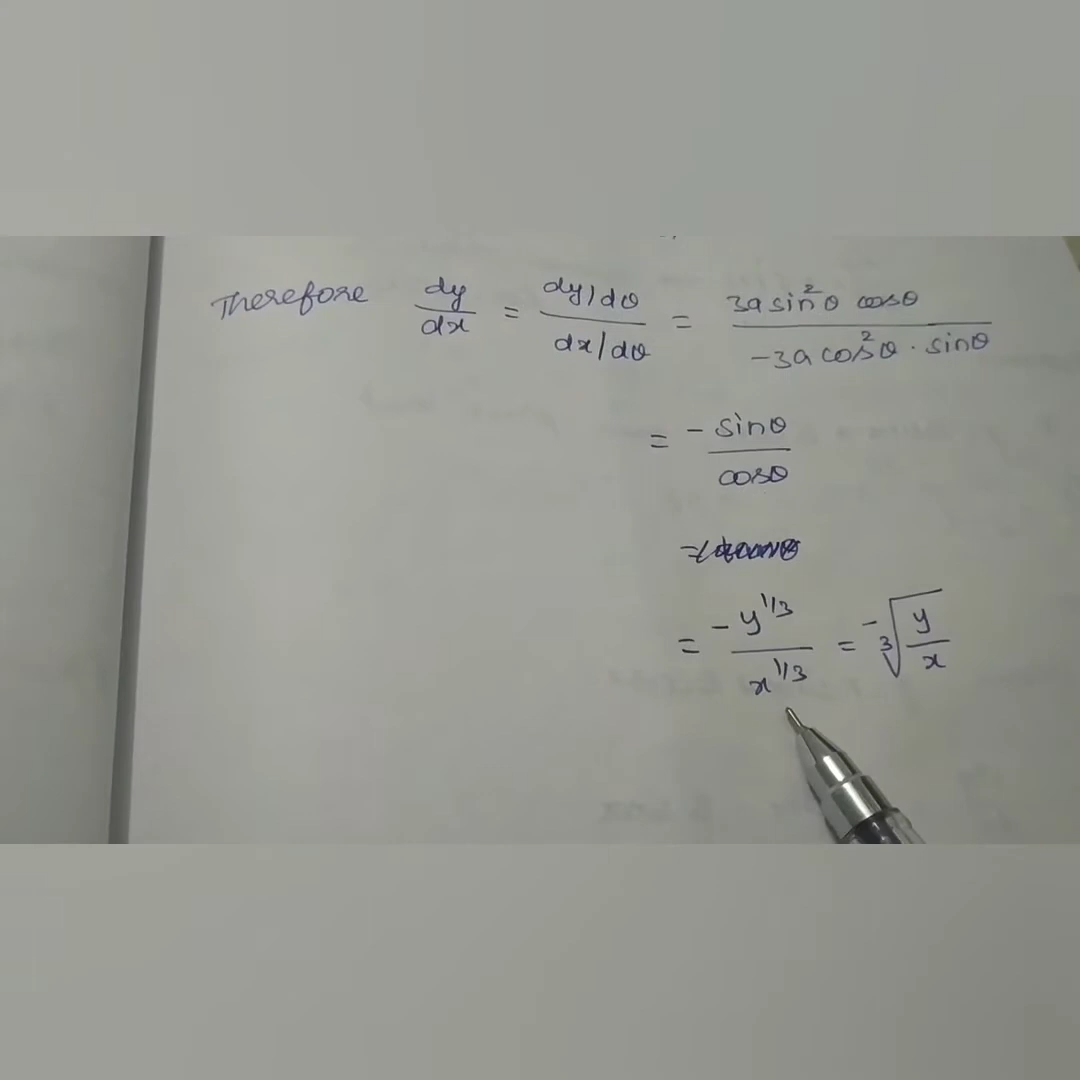 Therefore dy/dx = (dy/dθ)/(dx/dθ) = (3a sin²θ cosθ)/(-3a cos²θ · sinθ)
= -sinθ/cosθ
= -y^1/3 / x^1/3 = -∛(y/x)